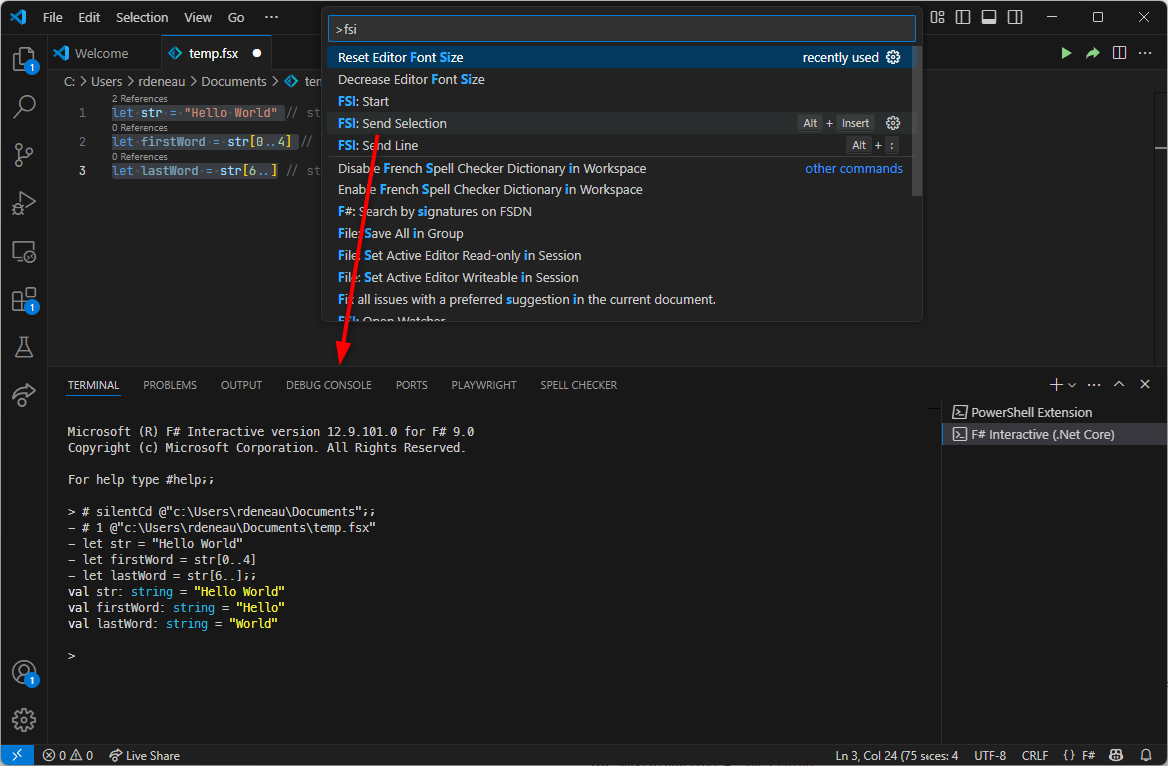 File Edit Selection View Go ···
>fsi
Welcome
temp.fsx
C: > Users > rdeneau > Documents >
2 References
1 let str = "Hello World" // st
0 References
2 let firstWord = str[0..4] //
0 References
3 let lastWord = str[6..] // st
Reset Editor Font Size recently used
Decrease Editor Font Size
FSI: Start
FSI: Send Selection Alt + Insert
FSI: Send Line Alt + :
Disable French Spell Checker Dictionary in Workspace other commands
Enable French Spell Checker Dictionary in Workspace
F#: Search by signatures on FSDN
File: Save All in Group
File: Set Active Editor Read-only in Session
File: Set Active Editor Writeable in Session
Fix all issues with a preferred suggestion in the current document.
FSI: Open Watcher
1
1
TERMINAL PROBLEMS OUTPUT DEBUG CONSOLE PORTS PLAYWRIGHT SPELL CHECKER
PowerShell Extension
F# Interactive (.Net Core)
Microsoft (R) F# Interactive version 12.9.101.0 for F# 9.0
Copyright (c) Microsoft Corporation. All Rights Reserved.
For help type #help;;
> # silentCd @"c:\Users\rdeneau\Documents";;
- # 1 @"c:\Users\rdeneau\Documents\temp.fsx"
- let str = "Hello World"
- let firstWord = str[0..4]
- let lastWord = str[6..];;
val str: string = "Hello World"
val firstWord: string = "Hello"
val lastWord: string = "World"
>
1
0 0 Live Share
Ln 3, Col 24 (75 ces: 4 UTF-8 CRLF {} F#